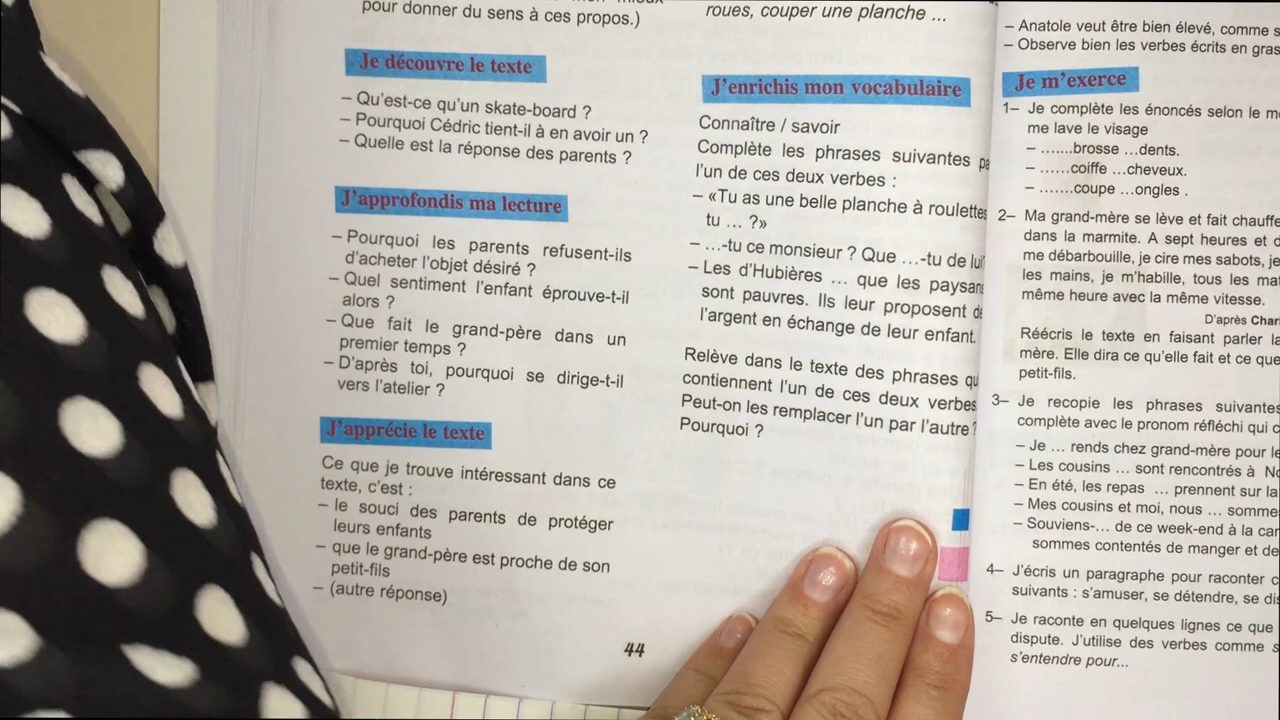 pour donner du sens à ces propos.)
Je découvre le texte
– Qu'est-ce qu'un skate-board ?
– Pourquoi Cédric tient-il à en avoir un ?
– Quelle est la réponse des parents ?
J'approfondis ma lecture
– Pourquoi les parents refusent-ils
d'acheter l'objet désiré ?
– Quel sentiment l'enfant éprouve-t-il
alors ?
– Que fait le grand-père dans un
premier temps ?
– D'après toi, pourquoi se dirige-t-il
vers l'atelier ?
J'apprécie le texte
Ce que je trouve intéressant dans ce
texte, c'est :
– le souci des parents de protéger
leurs enfants
– que le grand-père est proche de son
petit-fils
– (autre réponse)
44
roues, couper une planche ...
J'enrichis mon vocabulaire
Connaître / savoir
Complète les phrases suivantes
l'un de ces deux verbes :
– «Tu as une belle planche à roulettes
tu ... ?»
– ...-tu ce monsieur ? Que ...-tu de lui
– Les d'Hubières ... que les paysans
sont pauvres. Ils leur proposent de
l'argent en échange de leur enfant.
Relève dans le texte des phrases
contiennent l'un de ces deux verbes
Peut-on les remplacer l'un par l'autre ?
Pourquoi ?
– Anatole veut être bien élevé, comme
– Observe bien les verbes écrits en
Je m'exerce
1– Je complète les énoncés selon le
me lave le visage
– .......brosse ...dents.
– ......coiffe ...cheveux.
– .......coupe ...ongles .
2– Ma grand-mère se lève et fait
dans la marmite. A sept heures et
me débarbouille, je cire mes sabots, je
les mains, je m'habille, tous les
même heure avec la même vitesse.
D'après
Réécris le texte en faisant parler
mère. Elle dira ce qu'elle fait et ce que
petit-fils.
3– Je recopie les phrases suivantes
complète avec le pronom réfléchi qui
– Je ... rends chez grand-mère pour
– Les cousins ... sont rencontrés à
– En été, les repas ... prennent sur la
– Mes cousins et moi, nous ...
– Souviens-... de ce week-end à la
sommes contentés de manger et
4– J'écris un paragraphe pour raconter
suivants : s'amuser, se détendre, se
5– Je raconte en quelques lignes ce que
dispute. J'utilise des verbes comme
s'entendre pour...